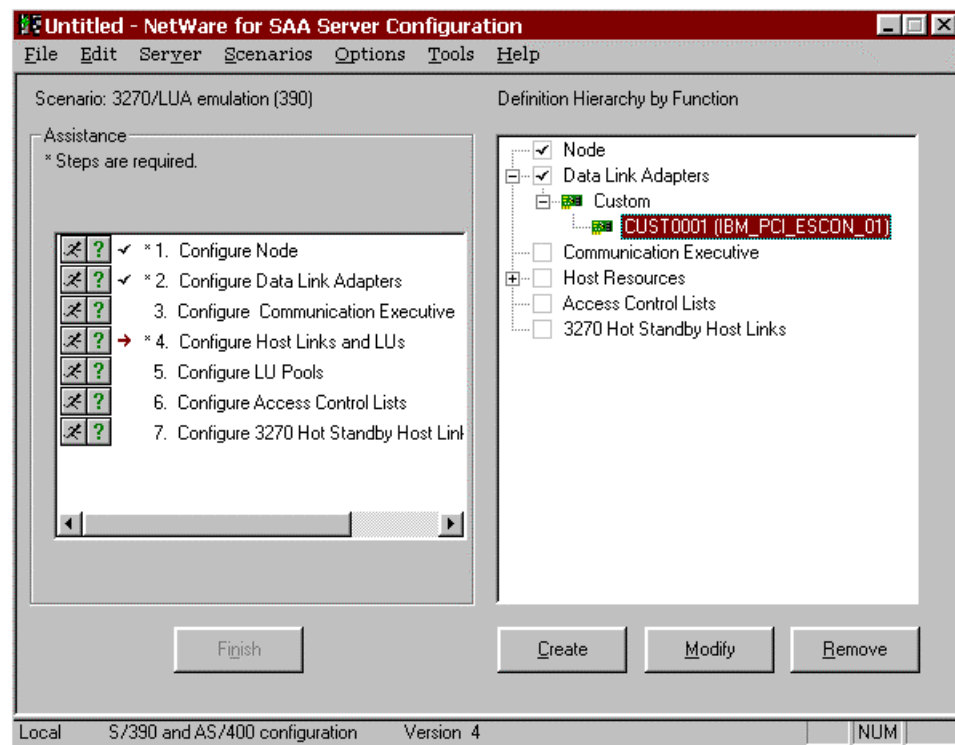 Untitled - NetWare for SAA Server Configuration
File Edit Server Scenarios Options Tools Help
Scenario: 3270/LUA emulation (390)
Assistance
* Steps are required.
? * 1. Configure Node
? * 2. Configure Data Link Adapters
? 3. Configure Communication Executive
? * 4. Configure Host Links and LUs
? 5. Configure LU Pools
? 6. Configure Access Control Lists
? 7. Configure 3270 Hot Standby Host Link
Finish
Definition Hierarchy by Function
Node
Data Link Adapters
Custom
CUST0001 (IBM_PCI_ESCON_01)
Communication Executive
Host Resources
Access Control Lists
3270 Hot Standby Host Links
Create Modify Remove
Local S/390 and AS/400 configuration Version 4 NUM